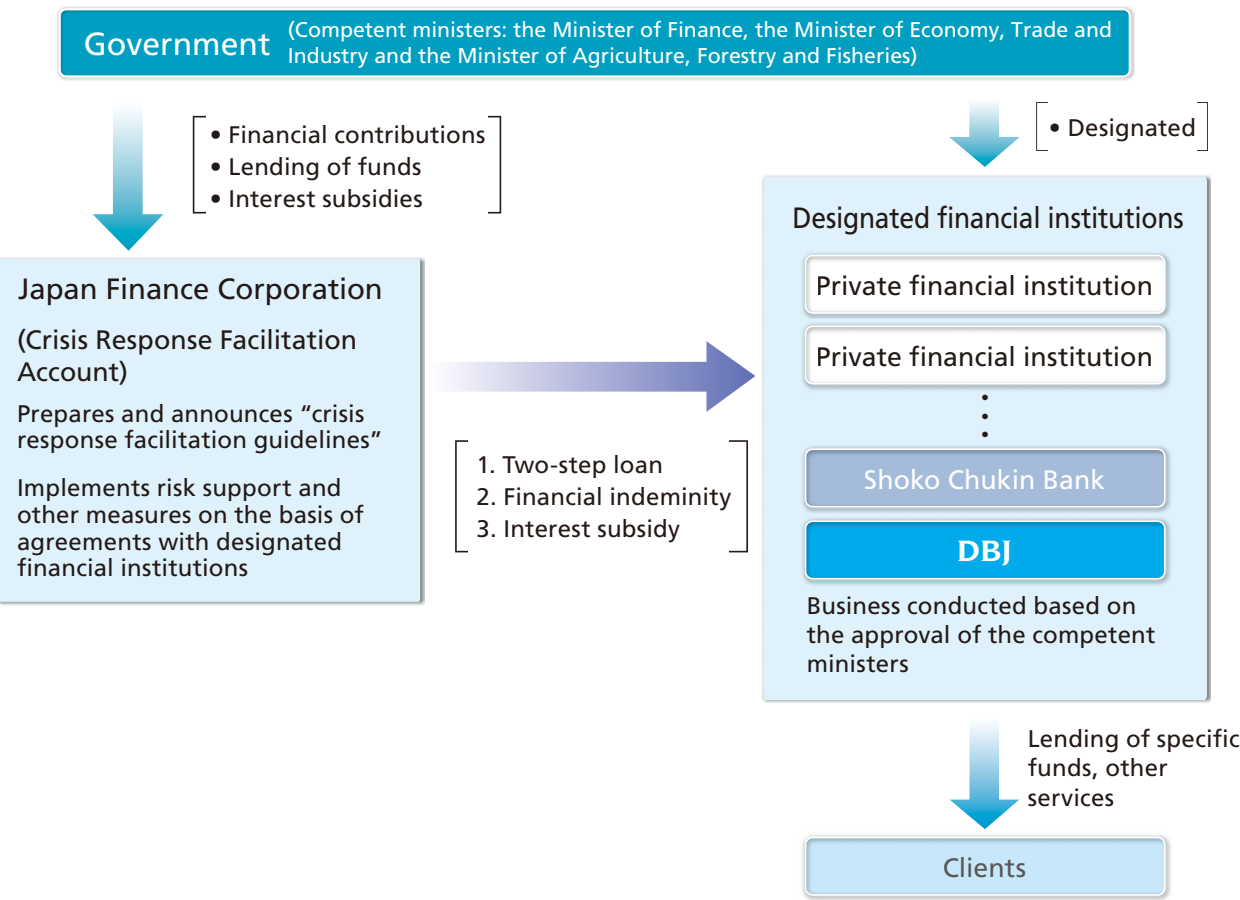 Government
(Competent ministers: the Minister of Finance, the Minister of Economy, Trade and
Industry and the Minister of Agriculture, Forestry and Fisheries)
• Financial contributions
• Lending of funds
• Interest subsidies
• Designated
Japan Finance Corporation
(Crisis Response Facilitation
Account)
Prepares and announces “crisis
response facilitation guidelines”
Implements risk support and
other measures on the basis of
agreements with designated
financial institutions
1. Two-step loan
2. Financial indeminity
3. Interest subsidy
Designated financial institutions
Private financial institution
Private financial institution
Shoko Chukin Bank
DBJ
Business conducted based on
the approval of the competent
ministers
Lending of specific
funds, other
services
Clients